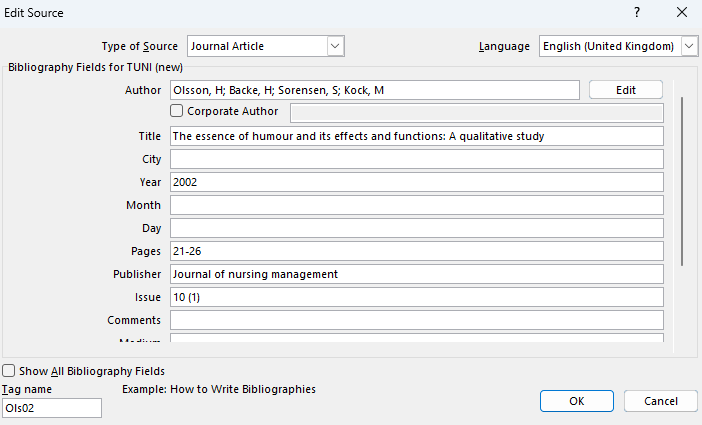 Edit Source
?
Type of Source Journal Article Language English (United Kingdom)
Bibliography Fields for TUNI (new)
Author Olsson, H; Backe, H; Sorensen, S; Kock, M Edit
Corporate Author
Title The essence of humour and its effects and functions: A qualitative study
City
Year 2002
Month
Day
Pages 21-26
Publisher Journal of nursing management
Issue 10 (1)
Comments
Medium
Show All Bibliography Fields
Tag name Example: How to Write Bibliographies
Ols02
OK Cancel